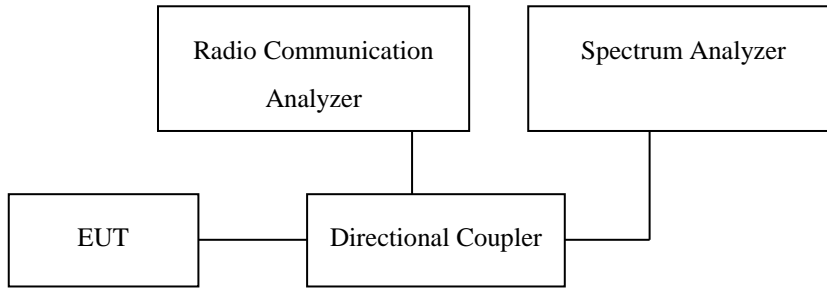 Radio Communication
Analyzer
Spectrum Analyzer
EUT
Directional Coupler